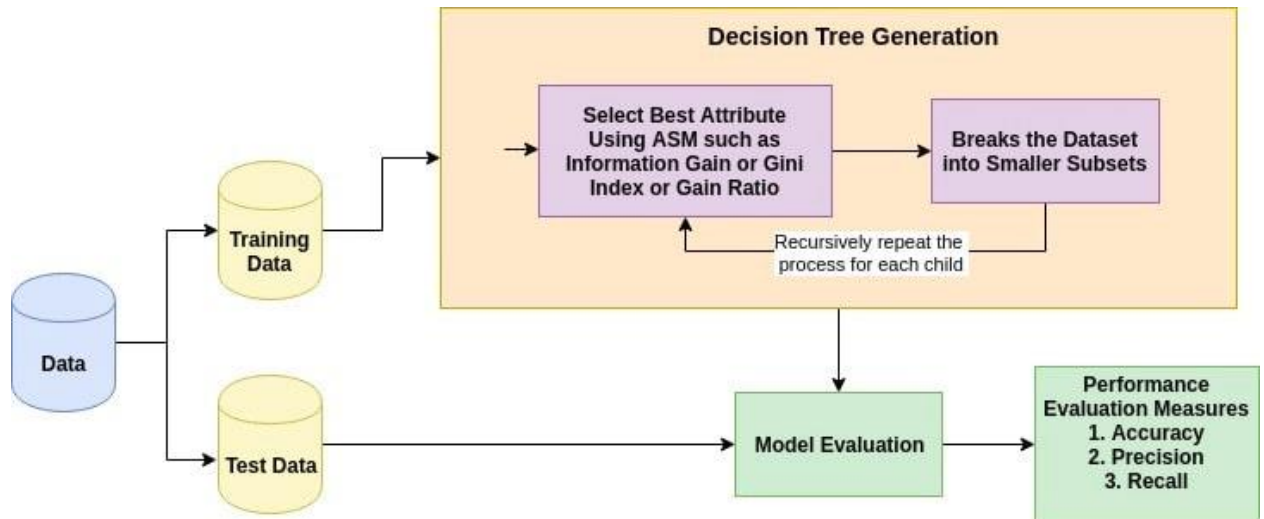 Decision Tree Generation
Select Best Attribute
Using ASM such as
Information Gain or Gini
Index or Gain Ratio
Breaks the Dataset
into Smaller Subsets
Recursively repeat the
process for each child
Training
Data
Data
Test Data
Model Evaluation
Performance
Evaluation Measures
1. Accuracy
2. Precision
3. Recall